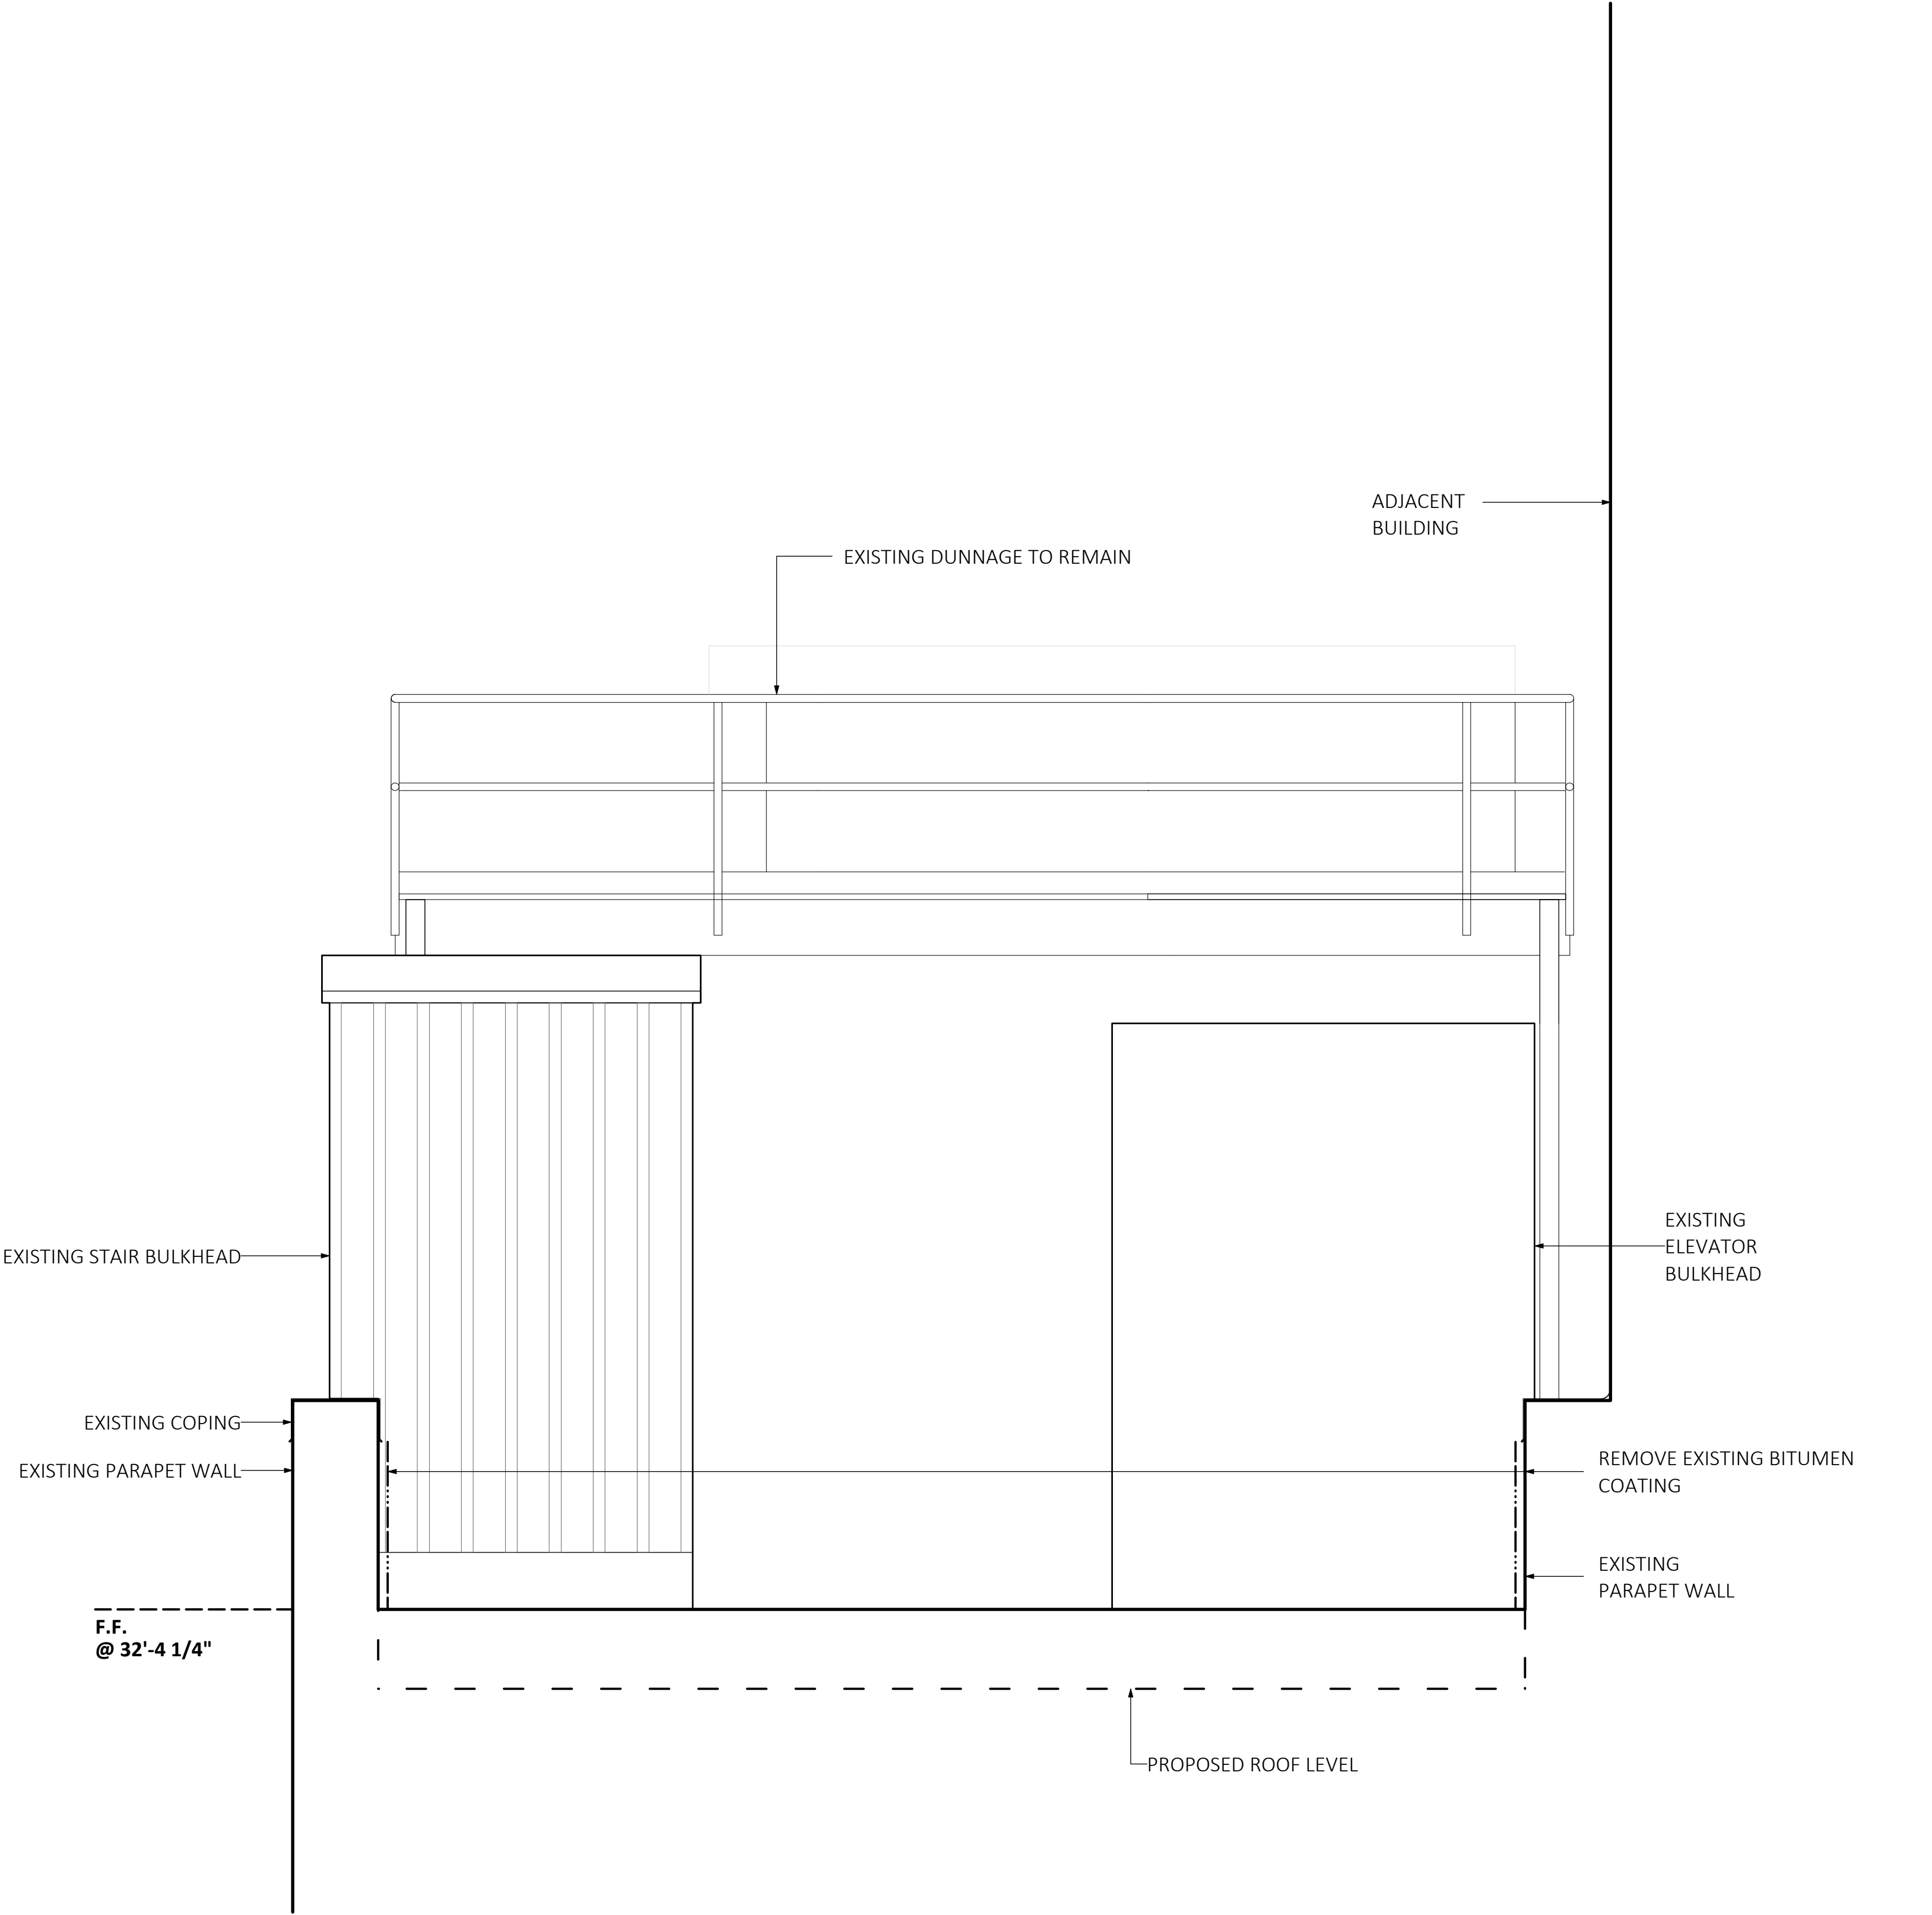 ADJACENT
BUILDING
EXISTING DUNNAGE TO REMAIN
EXISTING
ELEVATOR
BULKHEAD
EXISTING STAIR BULKHEAD
EXISTING COPING
EXISTING PARAPET WALL
REMOVE EXISTING BITUMEN
COATING
EXISTING
PARAPET WALL
F.F.
@ 32'-4 1/4"
PROPOSED ROOF LEVEL